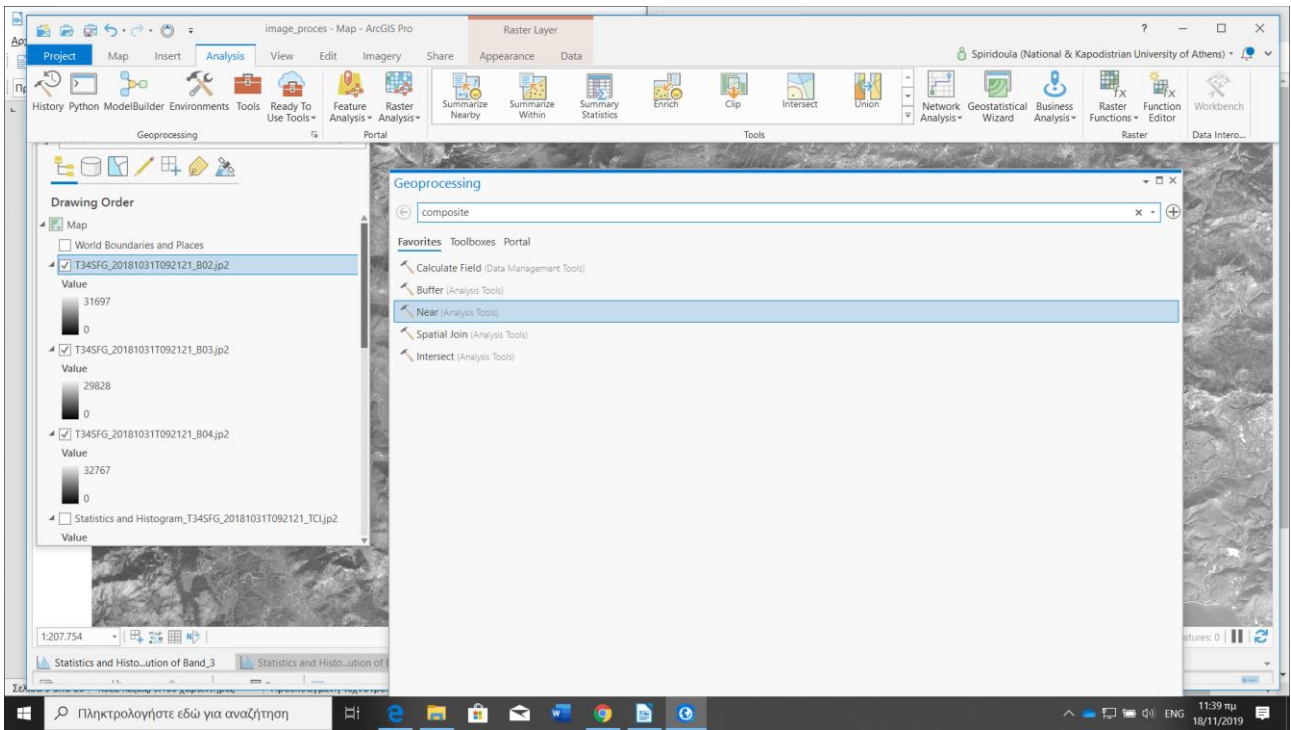 image_proces - Map - ArcGIS Pro
Raster Layer
?
Project Map Insert Analysis View Edit Imagery Share Appearance Data
Spiridoula (National & Kapodistrian University of Athens)
History Python ModelBuilder Environments Tools Ready To Use Tools
Feature Analysis Raster Analysis
Summarize Nearby Summarize Within Summary Statistics Enrich Clip Intersect Union
Network Analysis Geostatistical Wizard Business Analysis Raster Functions Function Editor Workbench
Geoprocessing Portal Tools Raster Data Intero...
Drawing Order
Map
World Boundaries and Places
T34SFG_20181031T092121_B02.jp2
Value
31697
0
T34SFG_20181031T092121_B03.jp2
Value
29828
0
T34SFG_20181031T092121_B04.jp2
Value
32767
0
Statistics and Histogram_T34SFG_20181031T092121_TCI.jp2
Value
Geoprocessing
composite
Favorites Toolboxes Portal
Calculate Field (Data Management Tools)
Buffer (Analysis Tools)
Near (Analysis Tools)
Spatial Join (Analysis Tools)
Intersect (Analysis Tools)
1:207.754
atures: 0
Statistics and Histo...ution of Band_3
Statistics and Histo...ution of
Πληκτρολογήστε εδώ για αναζήτηση
ENG
11:39 πμ
18/11/2019